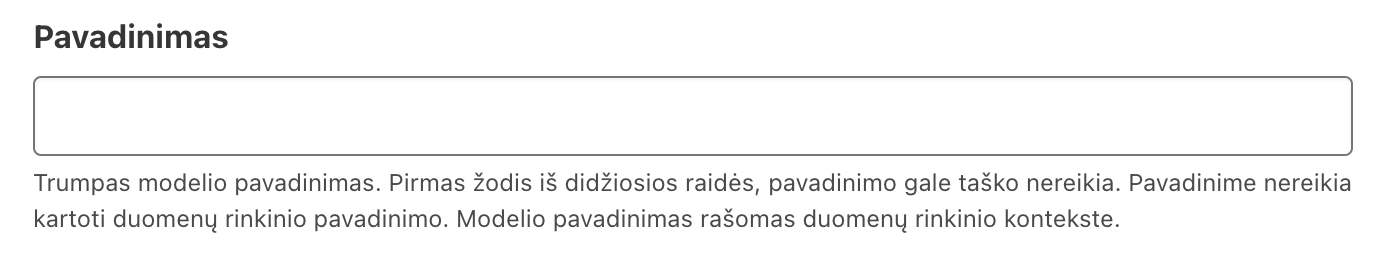 Pavadinimas
Trumpas modelio pavadinimas. Pirmas žodis iš didžiosios raidės, pavadinimo gale taško nereikia. Pavadinime nereikia
kartoti duomenų rinkinio pavadinimo. Modelio pavadinimas rašomas duomenų rinkinio kontekste.